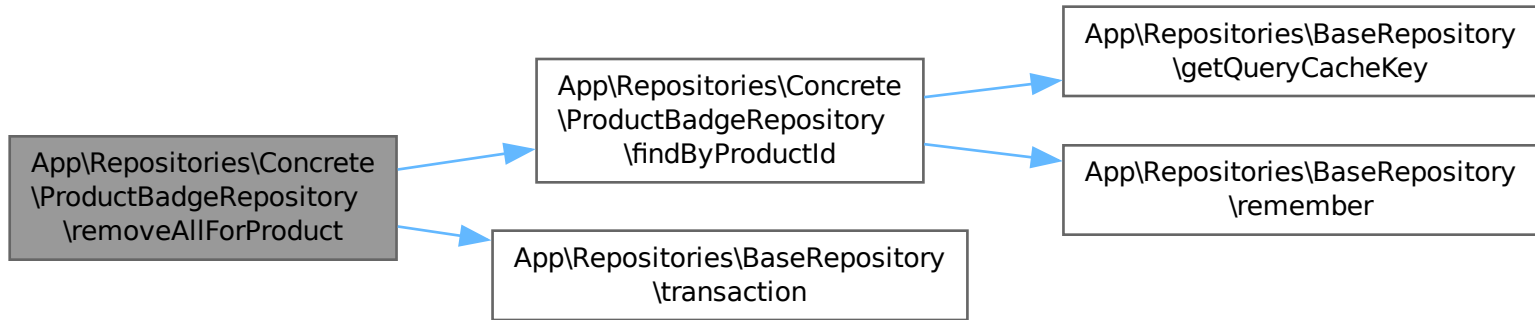 App\Repositories\Concrete
\ProductBadgeRepository
\removeAllForProduct
App\Repositories\Concrete
\ProductBadgeRepository
\findByProductId
App\Repositories\BaseRepository
\transaction
App\Repositories\BaseRepository
\getQueryCacheKey
App\Repositories\BaseRepository
\remember